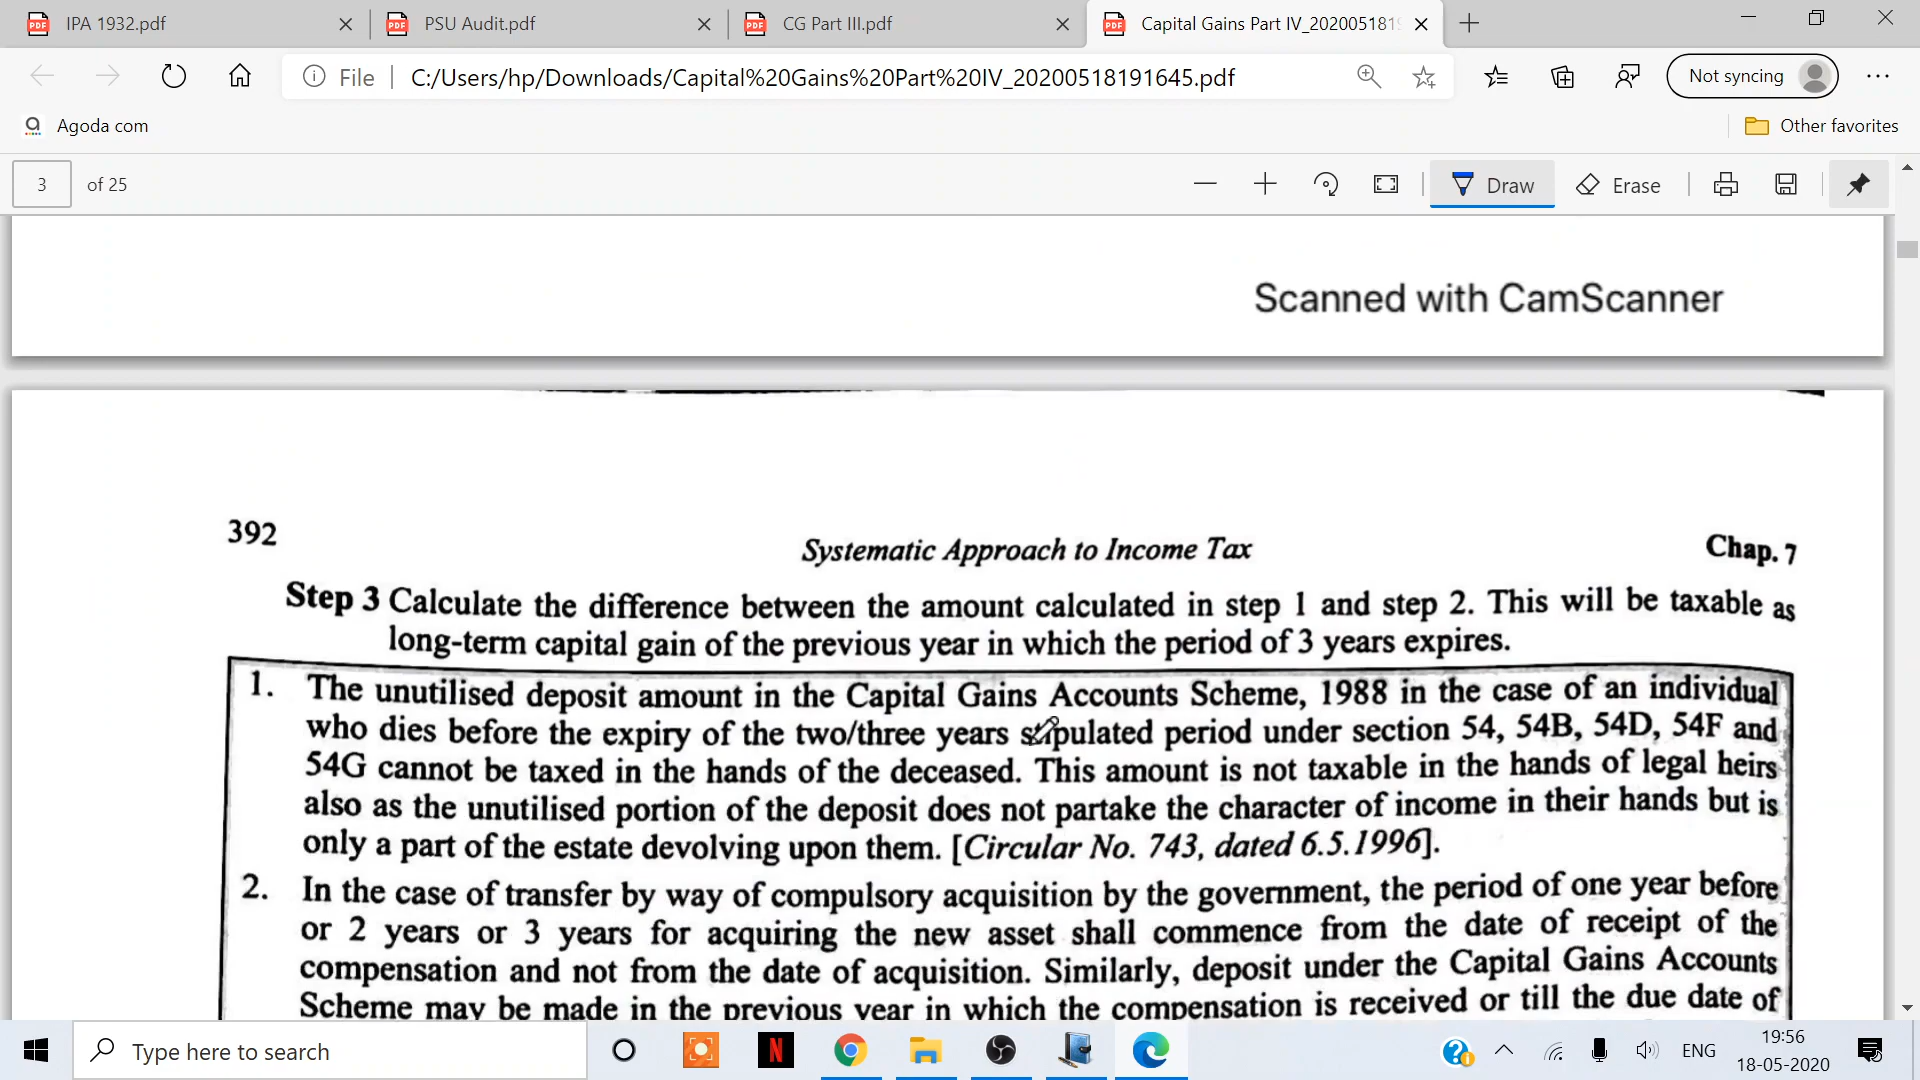 IPA 1932.pdf
PSU Audit.pdf
CG Part III.pdf
Capital Gains Part IV_2020051819
File
C:/Users/hp/Downloads/Capital%20Gains%20Part%20IV_20200518191645.pdf
Not syncing
Agoda com
Other favorites
3 of 25
Draw
Erase
Scanned with CamScanner
392
Systematic Approach to Income Tax
Chap. 7
Step 3 Calculate the difference between the amount calculated in step 1 and step 2. This will be taxable as
long-term capital gain of the previous year in which the period of 3 years expires.
1. The unutilised deposit amount in the Capital Gains Accounts Scheme, 1988 in the case of an individual
who dies before the expiry of the two/three years stipulated period under section 54, 54B, 54D, 54F and
54G cannot be taxed in the hands of the deceased. This amount is not taxable in the hands of legal heirs
also as the unutilised portion of the deposit does not partake the character of income in their hands but is
only a part of the estate devolving upon them. [Circular No. 743, dated 6.5.1996].
2. In the case of transfer by way of compulsory acquisition by the government, the period of one year before
or 2 years or 3 years for acquiring the new asset shall commence from the date of receipt of the
compensation and not from the date of acquisition. Similarly, deposit under the Capital Gains Accounts
Scheme may be made in the previous year in which the compensation is received or till the due date of
Type here to search
ENG
19:56
18-05-2020